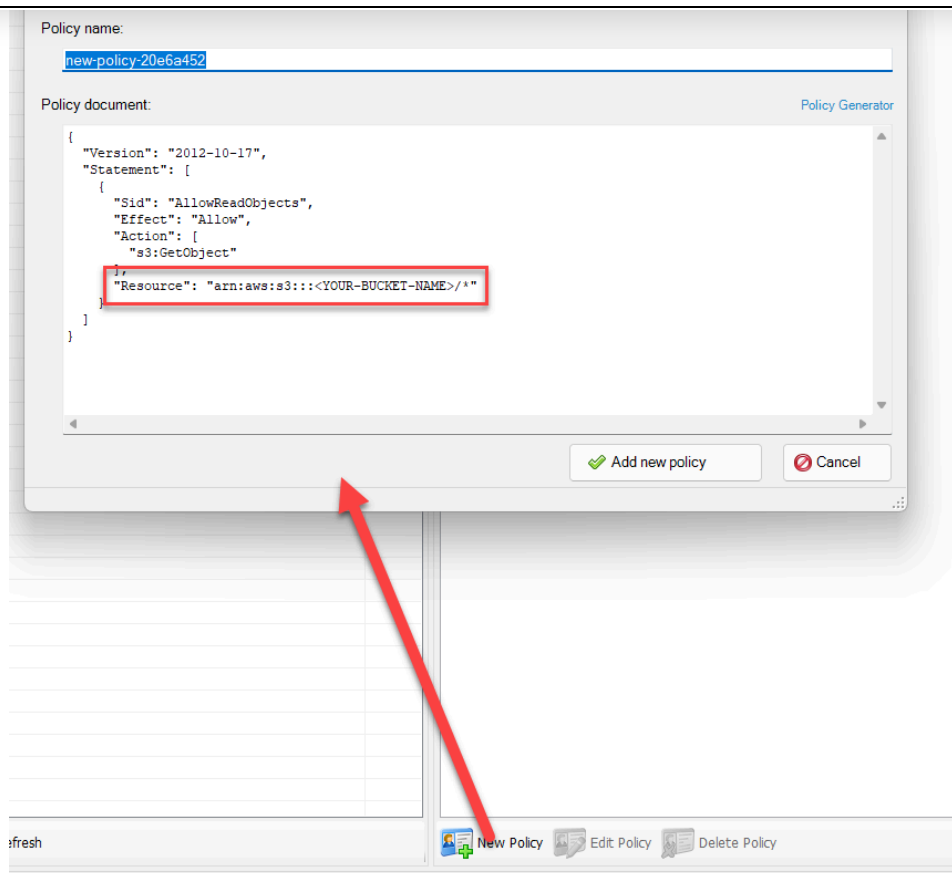 Policy name:
new-policy-20e6a452
Policy document:
Policy Generator
{
"Version": "2012-10-17",
"Statement": [
{
"Sid": "AllowReadObjects",
"Effect": "Allow",
"Action": [
"s3:GetObject"
],
"Resource": "arn:aws:s3:::<YOUR-BUCKET-NAME>/*"
}
]
}
Add new policy
Cancel
efresh
New Policy
Edit Policy
Delete Policy